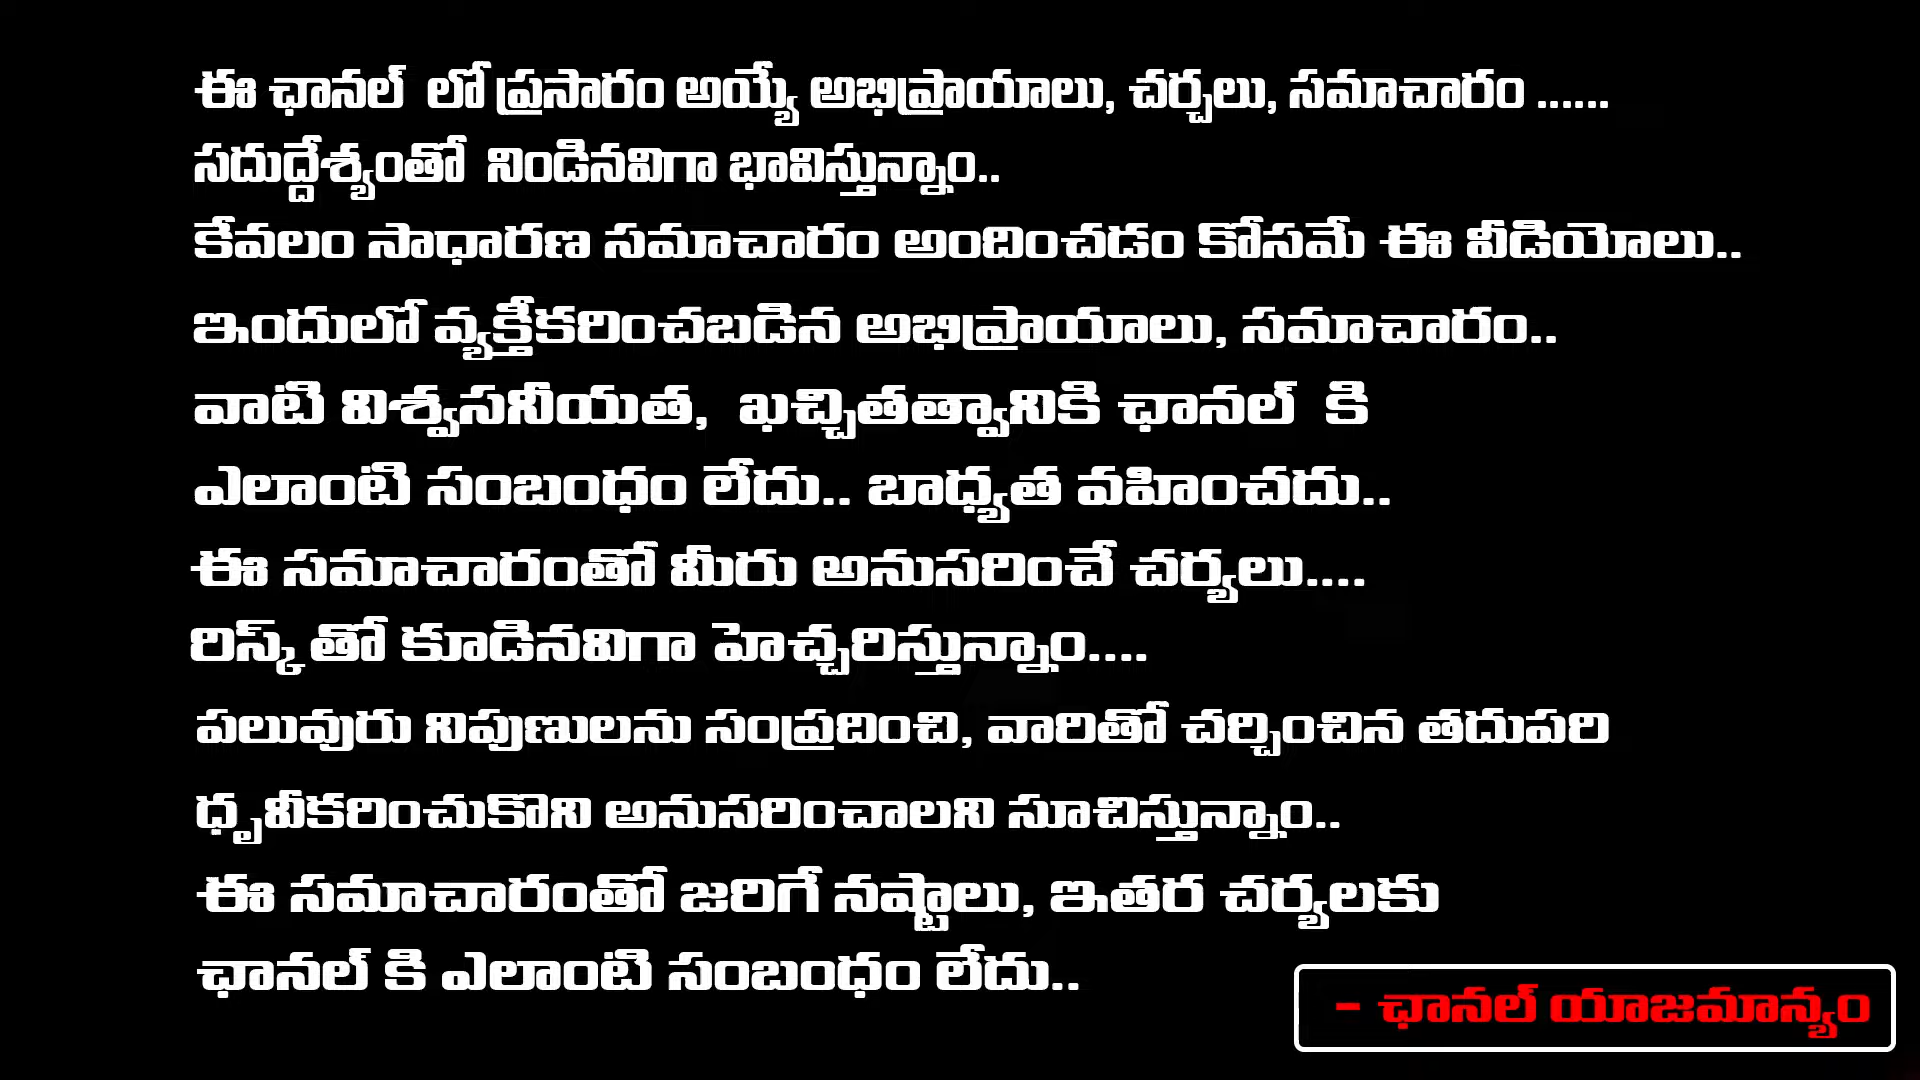 ఈ ఛానల్ లో ప్రసారం అయ్యే అభిప్రాయాలు, చర్చలు, సమాచారం ......
సదుద్దేశ్యంతో నిండినవిగా భావిస్తున్నాం..
కేవలం సాధారణ సమాచారం అందించడం కోసమే ఈ వీడియోలు..
ఇందులో వ్యక్తీకరించబడిన అభిప్రాయాలు, సమాచారం..
వాటి విశ్వసనీయత, ఖచ్చితత్వానికి ఛానల్ కి
ఎలాంటి సంబంధం లేదు.. బాధ్యత వహించదు..
ఈ సమాచారంతో మీరు అనుసరించే చర్యలు....
రిస్క్ తో కూడినవిగా హెచ్చరిస్తున్నాం....
పలువురు నిపుణులను సంప్రదించి, వారితో చర్చించిన తదుపరి
ధృవీకరించుకొని అనుసరించాలని సూచిస్తున్నాం..
ఈ సమాచారంతో జరిగే నష్టాలు, ఇతర చర్యలకు
ఛానల్ కి ఎలాంటి సంబంధం లేదు..
- ఛానల్ యాజమాన్యం